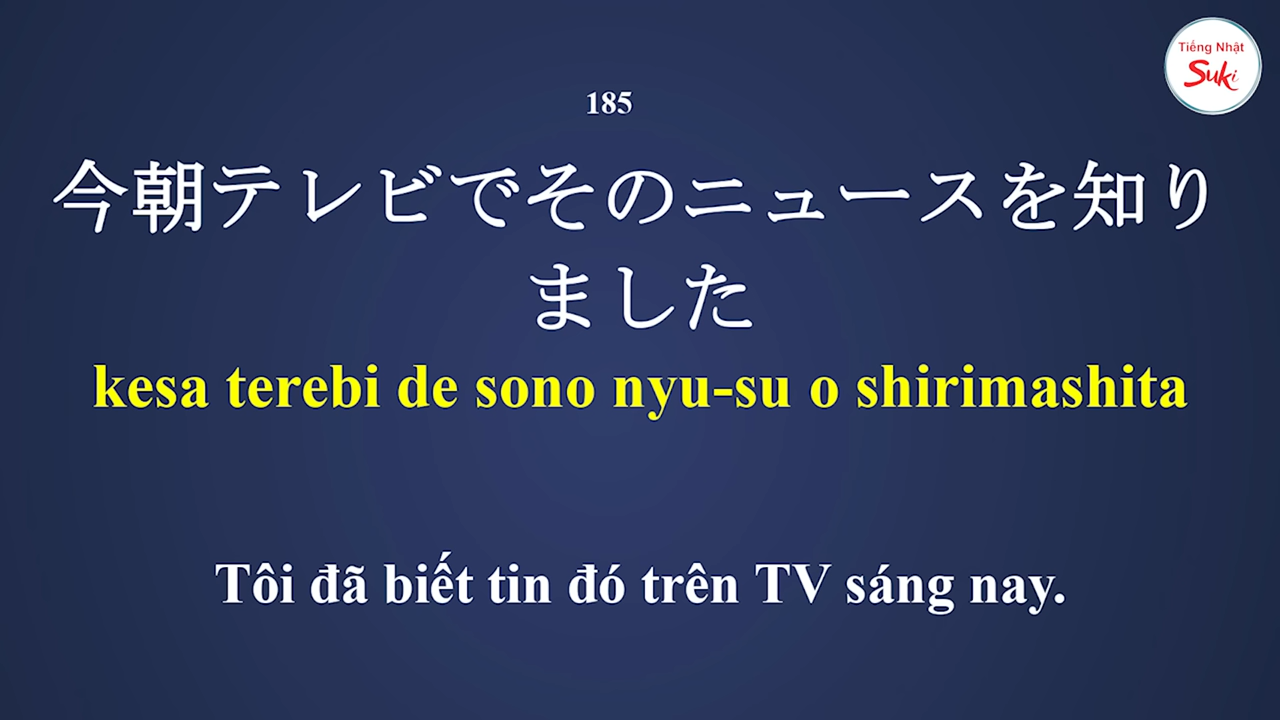 Tiếng Nhật
Suki
185
今朝テレビでそのニュースを知り
ました
kesa terebi de sono nyu-su o shirimashita
Tôi đã biết tin đó trên TV sáng nay.